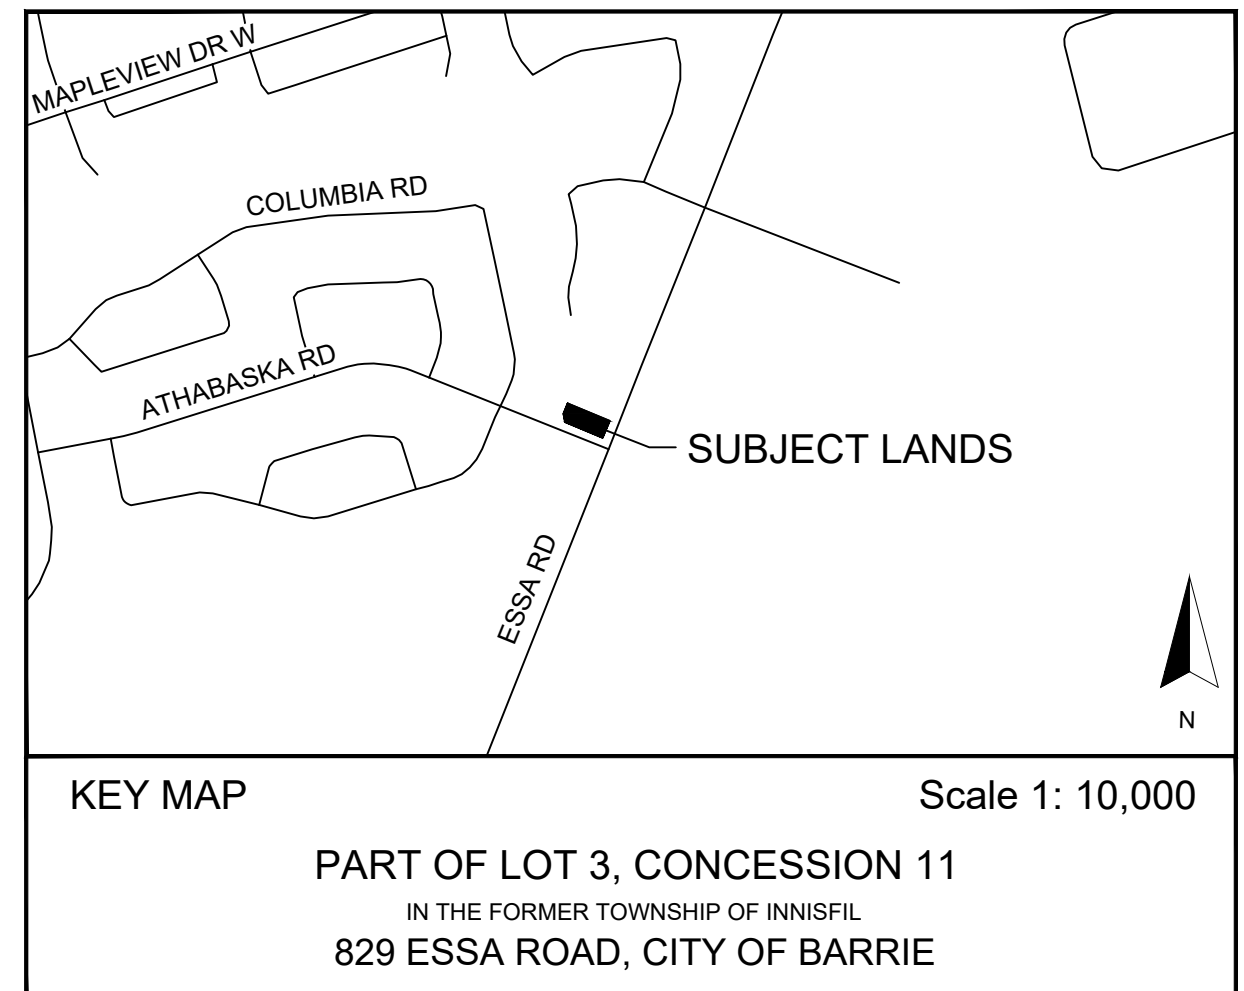 MAPLEVIEW DR W
COLUMBIA RD
ATHABASKA RD
SUBJECT LANDS
ESSA RD
N
KEY MAP
Scale 1: 10,000
PART OF LOT 3, CONCESSION 11
IN THE FORMER TOWNSHIP OF INNISFIL
829 ESSA ROAD, CITY OF BARRIE